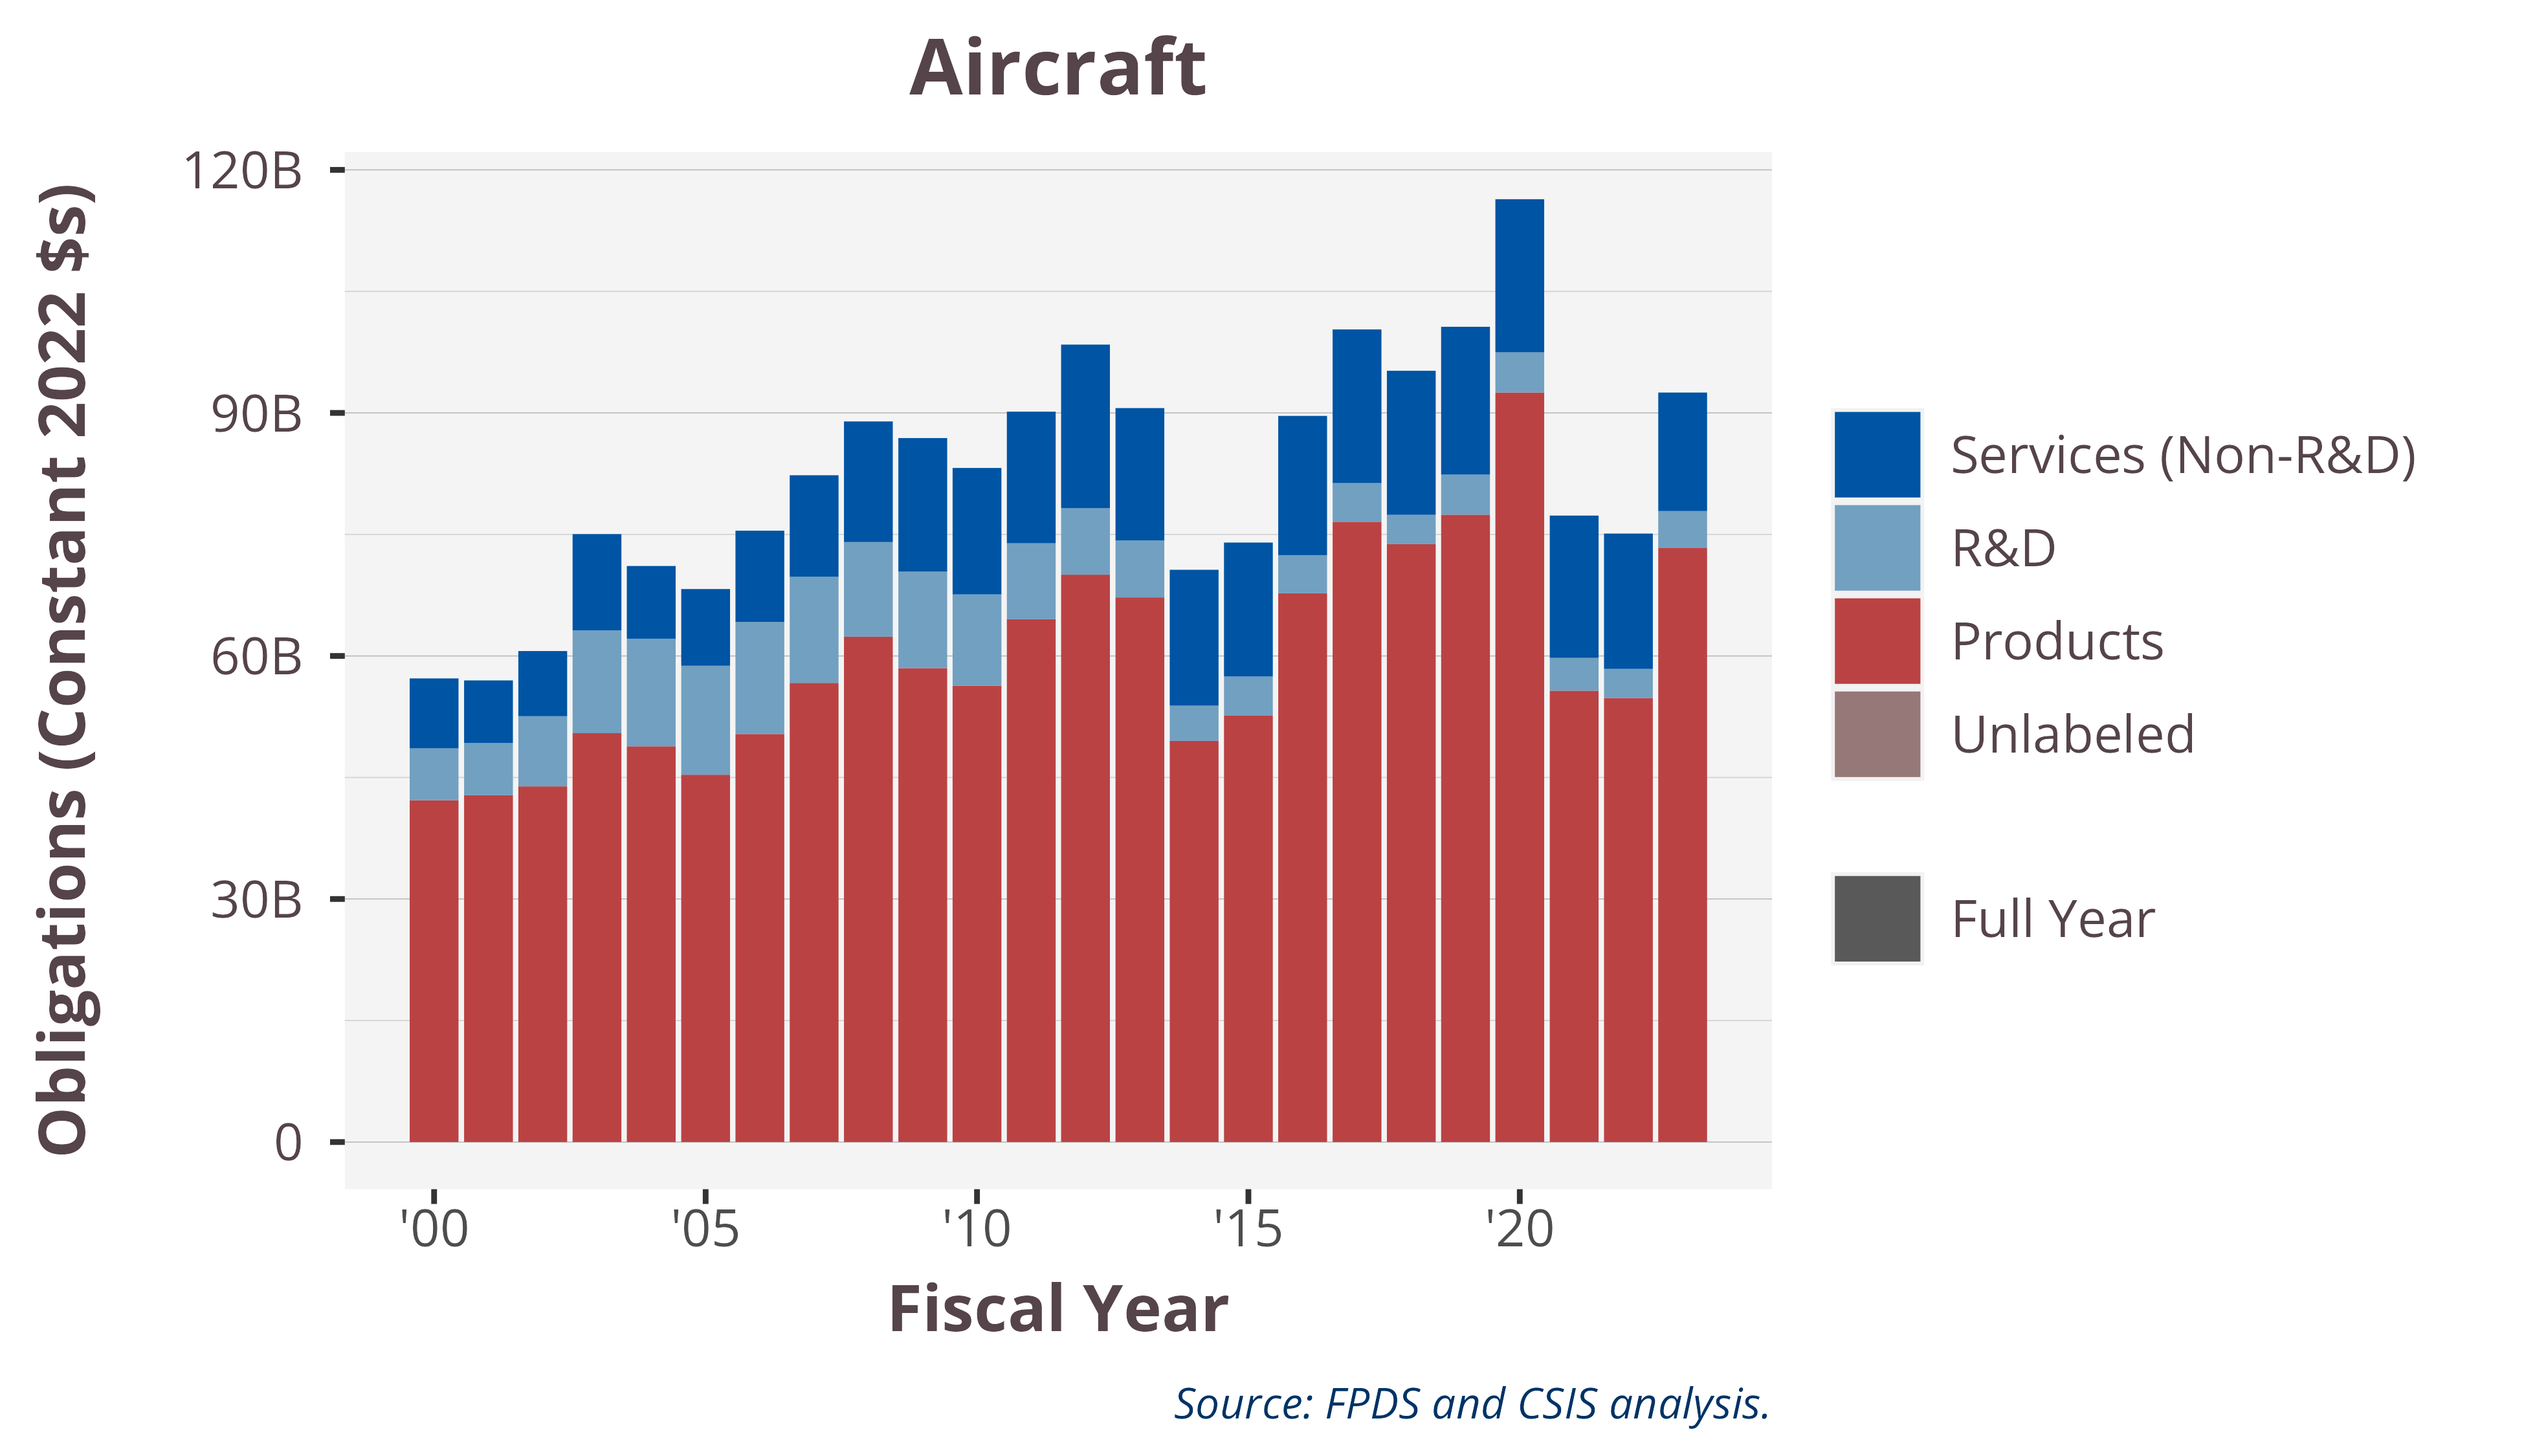 Aircraft
Obligations (Constant 2022 $s)
120B
90B
60B
30B
0
'00
'05
'10
'15
'20
Fiscal Year
Services (Non-R&D)
R&D
Products
Unlabeled
Full Year
Source: FPDS and CSIS analysis.